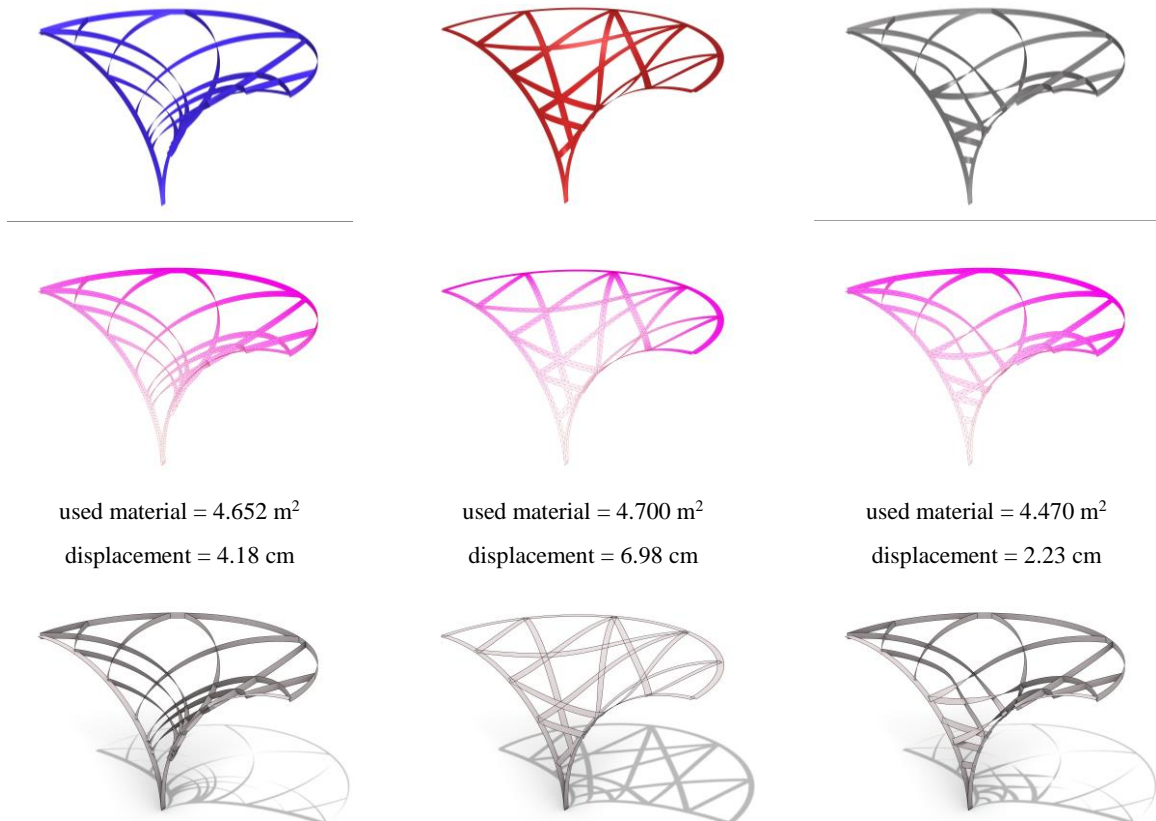 used material = 4.652 m²
used material = 4.700 m²
used material = 4.470 m²
displacement = 4.18 cm
displacement = 6.98 cm
displacement = 2.23 cm